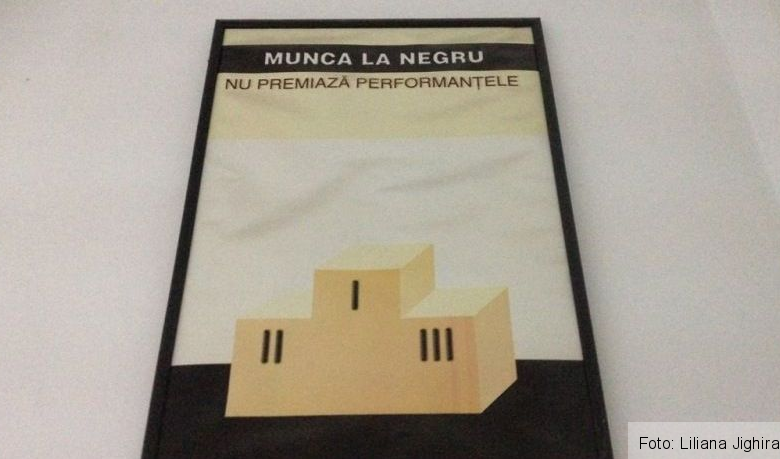 MUNCA LA NEGRU
NU PREMIAZĂ PERFORMANȚELE
I
II
III
Foto: Liliana Jighira